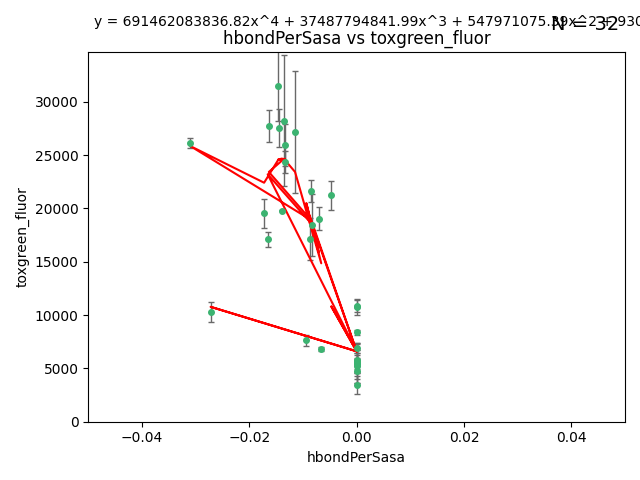 y = 691462083836.82x^4 + 37487794841.99x^3 + 547971075.
N = 32
hbondPerSasa vs toxgreen_fluor
30000
25000
20000
15000
10000
5000
0
toxgreen_fluor
−0.04 −0.02 0.00 0.02 0.04
hbondPerSasa